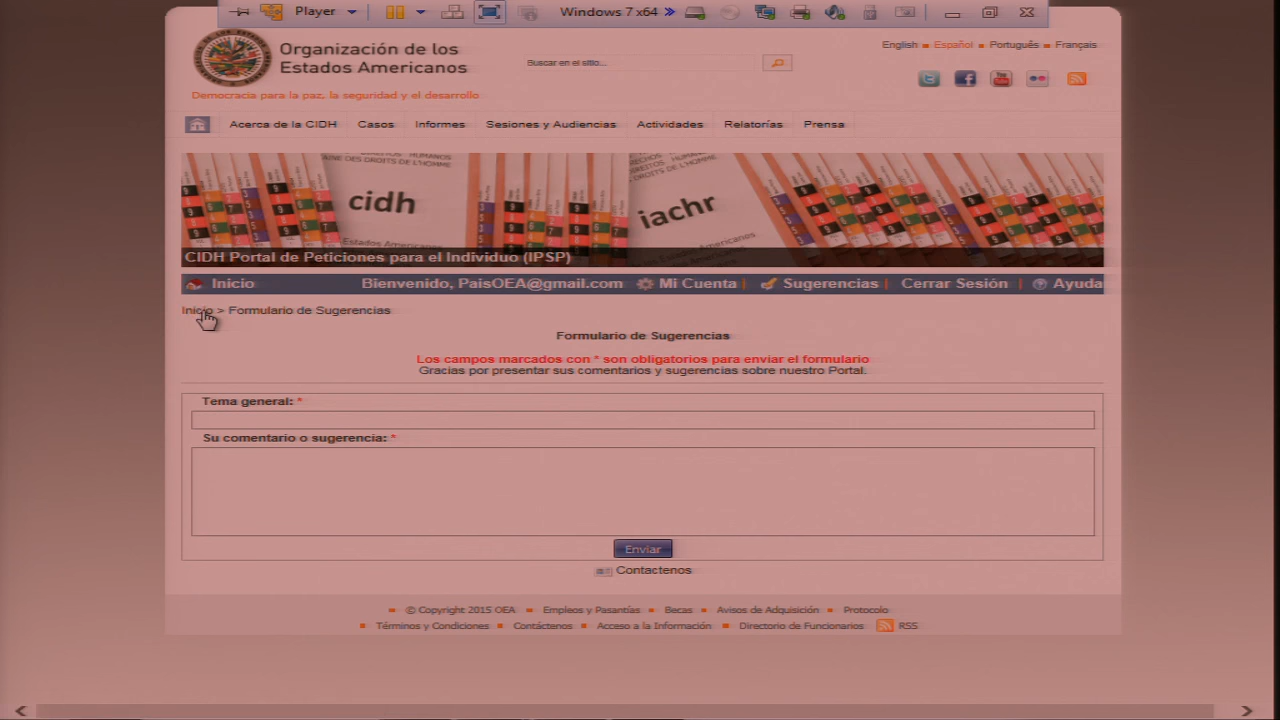 Player Windows 7 x64
Organización de los
Estados Americanos
Democracia para la paz, la seguridad y el desarrollo
Buscar en el sitio...
English Español Português Français
Acerca de la CIDH Casos Informes Sesiones y Audiencias Actividades Relatorías Prensa
cidh
Estados Americanos
iachr
Estados Americanos
CIDH Portal de Peticiones para el Individuo (IPSP)
Inicio Bienvenido, PaisOEA@gmail.com Mi Cuenta | Sugerencias | Cerrar Sesión | Ayuda
Inicio > Formulario de Sugerencias
Formulario de Sugerencias
Los campos marcados con * son obligatorios para enviar el formulario
Gracias por presentar sus comentarios y sugerencias sobre nuestro Portal.
Tema general: *
Su comentario o sugerencia: *
Enviar
Contactenos
© Copyright 2015 OEA Empleos y Pasantías Becas Avisos de Adquisición Protocolo
Términos y Condiciones Contáctenos Acceso a la Información Directorio de Funcionarios RSS